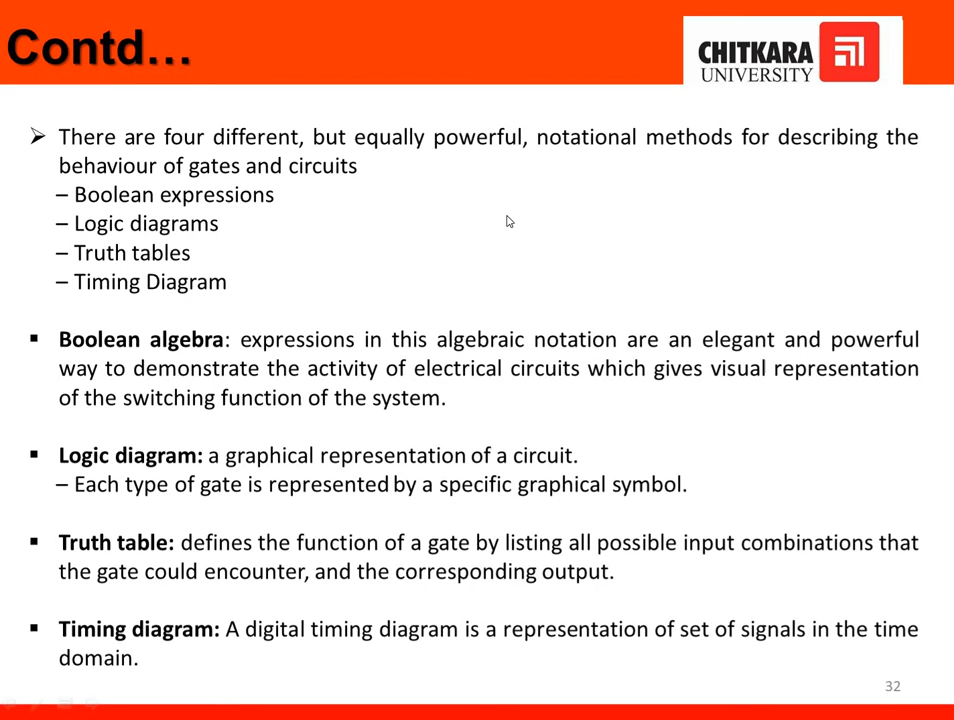 Contd...
CHITKARA
UNIVERSITY
➢ There are four different, but equally powerful, notational methods for describing the
behaviour of gates and circuits
– Boolean expressions
– Logic diagrams
– Truth tables
– Timing Diagram
▪ Boolean algebra: expressions in this algebraic notation are an elegant and powerful
way to demonstrate the activity of electrical circuits which gives visual representation
of the switching function of the system.
▪ Logic diagram: a graphical representation of a circuit.
– Each type of gate is represented by a specific graphical symbol.
▪ Truth table: defines the function of a gate by listing all possible input combinations that
the gate could encounter, and the corresponding output.
▪ Timing diagram: A digital timing diagram is a representation of set of signals in the time
domain.
32